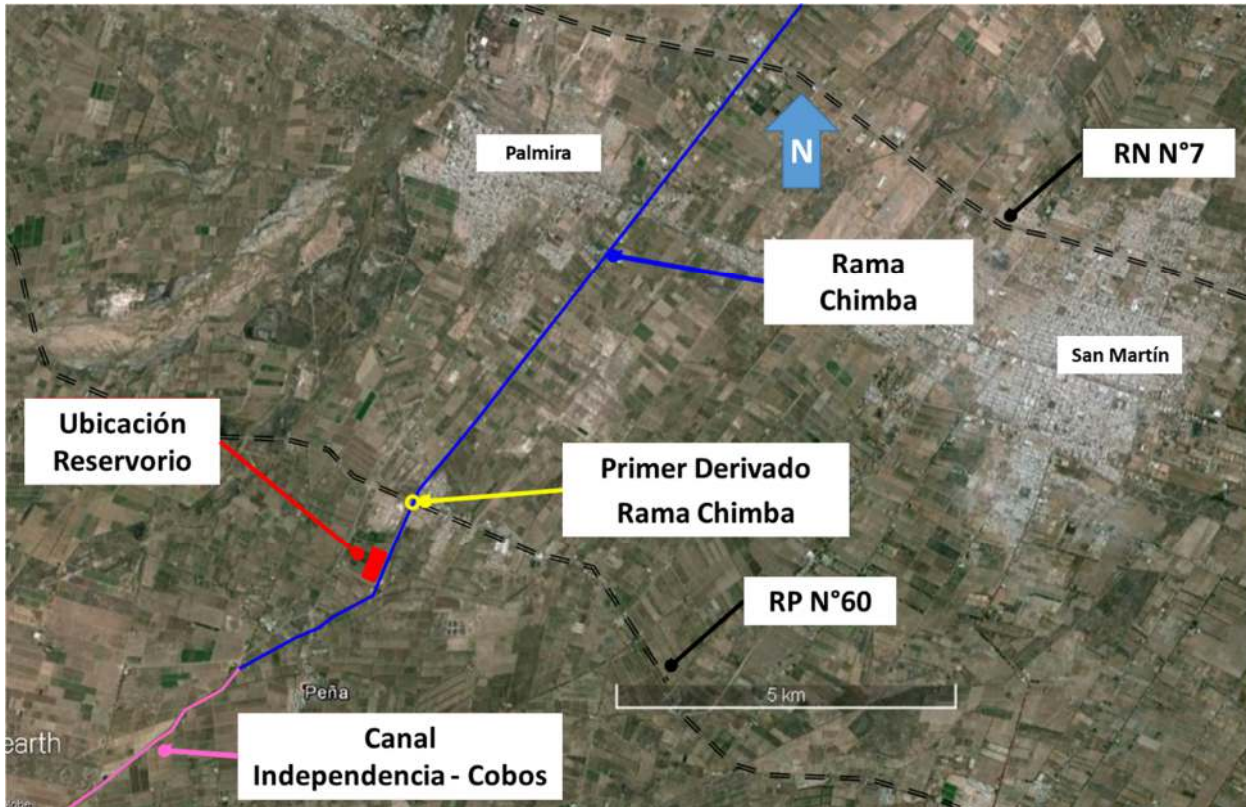 Palmira
N
RN N°7
Rama
Chimba
San Martín
Ubicación
Reservorio
Primer Derivado
Rama Chimba
RP N°60
5 km
Peña
earth
Canal
Independencia - Cobos